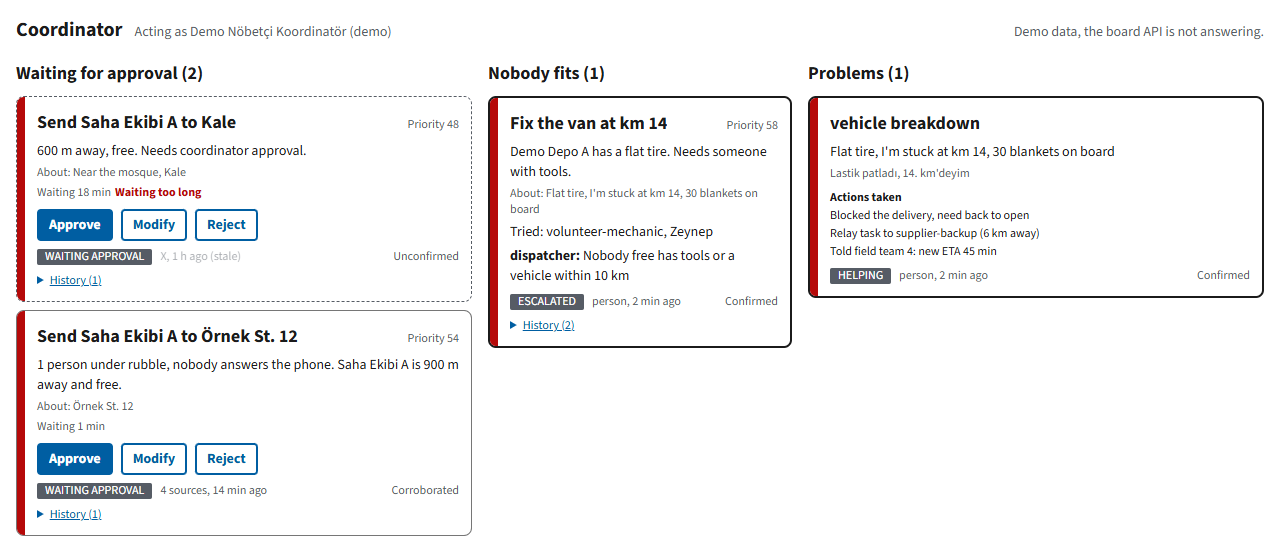 Coordinator Acting as Demo Nöbetçi Koordinatör (demo)
Demo data, the board API is not answering.
Waiting for approval (2)
Send Saha Ekibi A to Kale
Priority 48
600 m away, free. Needs coordinator approval.
About: Near the mosque, Kale
Waiting 18 min Waiting too long
Approve Modify Reject
WAITING APPROVAL X, 1 h ago (stale) Unconfirmed
History (1)
Send Saha Ekibi A to Örnek St. 12
Priority 54
1 person under rubble, nobody answers the phone. Saha Ekibi A is 900 m
away and free.
About: Örnek St. 12
Waiting 1 min
Approve Modify Reject
WAITING APPROVAL 4 sources, 14 min ago Corroborated
History (1)
Nobody fits (1)
Fix the van at km 14
Priority 58
Demo Depo A has a flat tire. Needs someone
with tools.
About: Flat tire, I'm stuck at km 14, 30 blankets on
board
Tried: volunteer-mechanic, Zeynep
dispatcher: Nobody free has tools or a
vehicle within 10 km
ESCALATED person, 2 min ago Confirmed
History (2)
Problems (1)
vehicle breakdown
Flat tire, I'm stuck at km 14, 30 blankets on board
Lastik patladı, 14. km'deyim
Actions taken
Blocked the delivery, need back to open
Relay task to supplier-backup (6 km away)
Told field team 4: new ETA 45 min
HELPING person, 2 min ago Confirmed